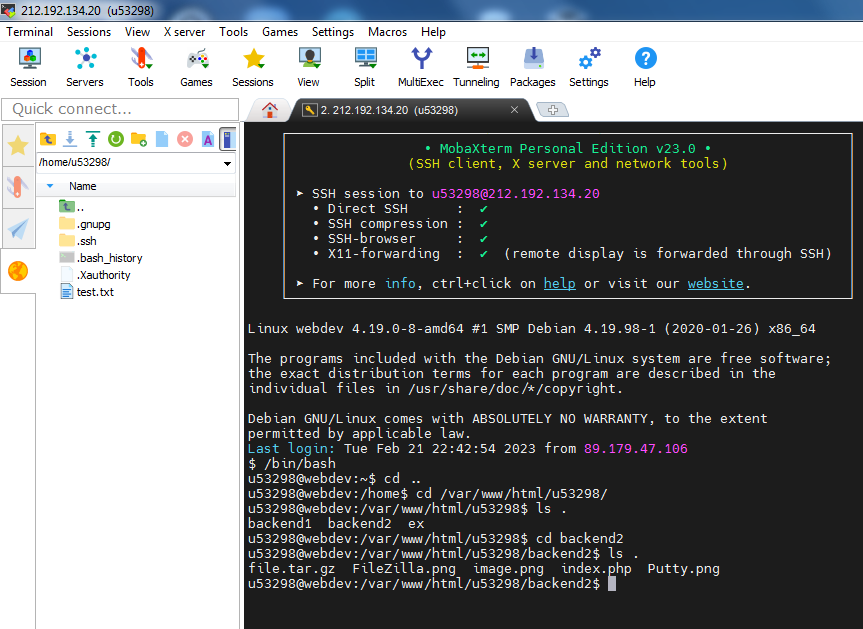 212.192.134.20 (u53298)
Terminal Sessions View X server Tools Games Settings Macros Help
Session Servers Tools Games Sessions View Split MultiExec Tunneling Packages Settings Help
Quick connect...
2. 212.192.134.20 (u53298)
/home/u53298/
Name
..
.gnupg
.ssh
.bash_history
.Xauthority
test.txt
• MobaXterm Personal Edition v23.0 •
(SSH client, X server and network tools)
➤ SSH session to u53298@212.192.134.20
• Direct SSH : ✔
• SSH compression : ✔
• SSH-browser : ✔
• X11-forwarding : ✔ (remote display is forwarded through SSH)
➤ For more info, ctrl+click on help or visit our website.
Linux webdev 4.19.0-8-amd64 #1 SMP Debian 4.19.98-1 (2020-01-26) x86_64
The programs included with the Debian GNU/Linux system are free software;
the exact distribution terms for each program are described in the
individual files in /usr/share/doc/*/copyright.
Debian GNU/Linux comes with ABSOLUTELY NO WARRANTY, to the extent
permitted by applicable law.
Last login: Tue Feb 21 22:42:54 2023 from 89.179.47.106
$ /bin/bash
u53298@webdev:~$ cd ..
u53298@webdev:/home$ cd /var/www/html/u53298/
u53298@webdev:/var/www/html/u53298$ ls .
backend1 backend2 ex
u53298@webdev:/var/www/html/u53298$ cd backend2
u53298@webdev:/var/www/html/u53298/backend2$ ls .
file.tar.gz FileZilla.png image.png index.php Putty.png
u53298@webdev:/var/www/html/u53298/backend2$